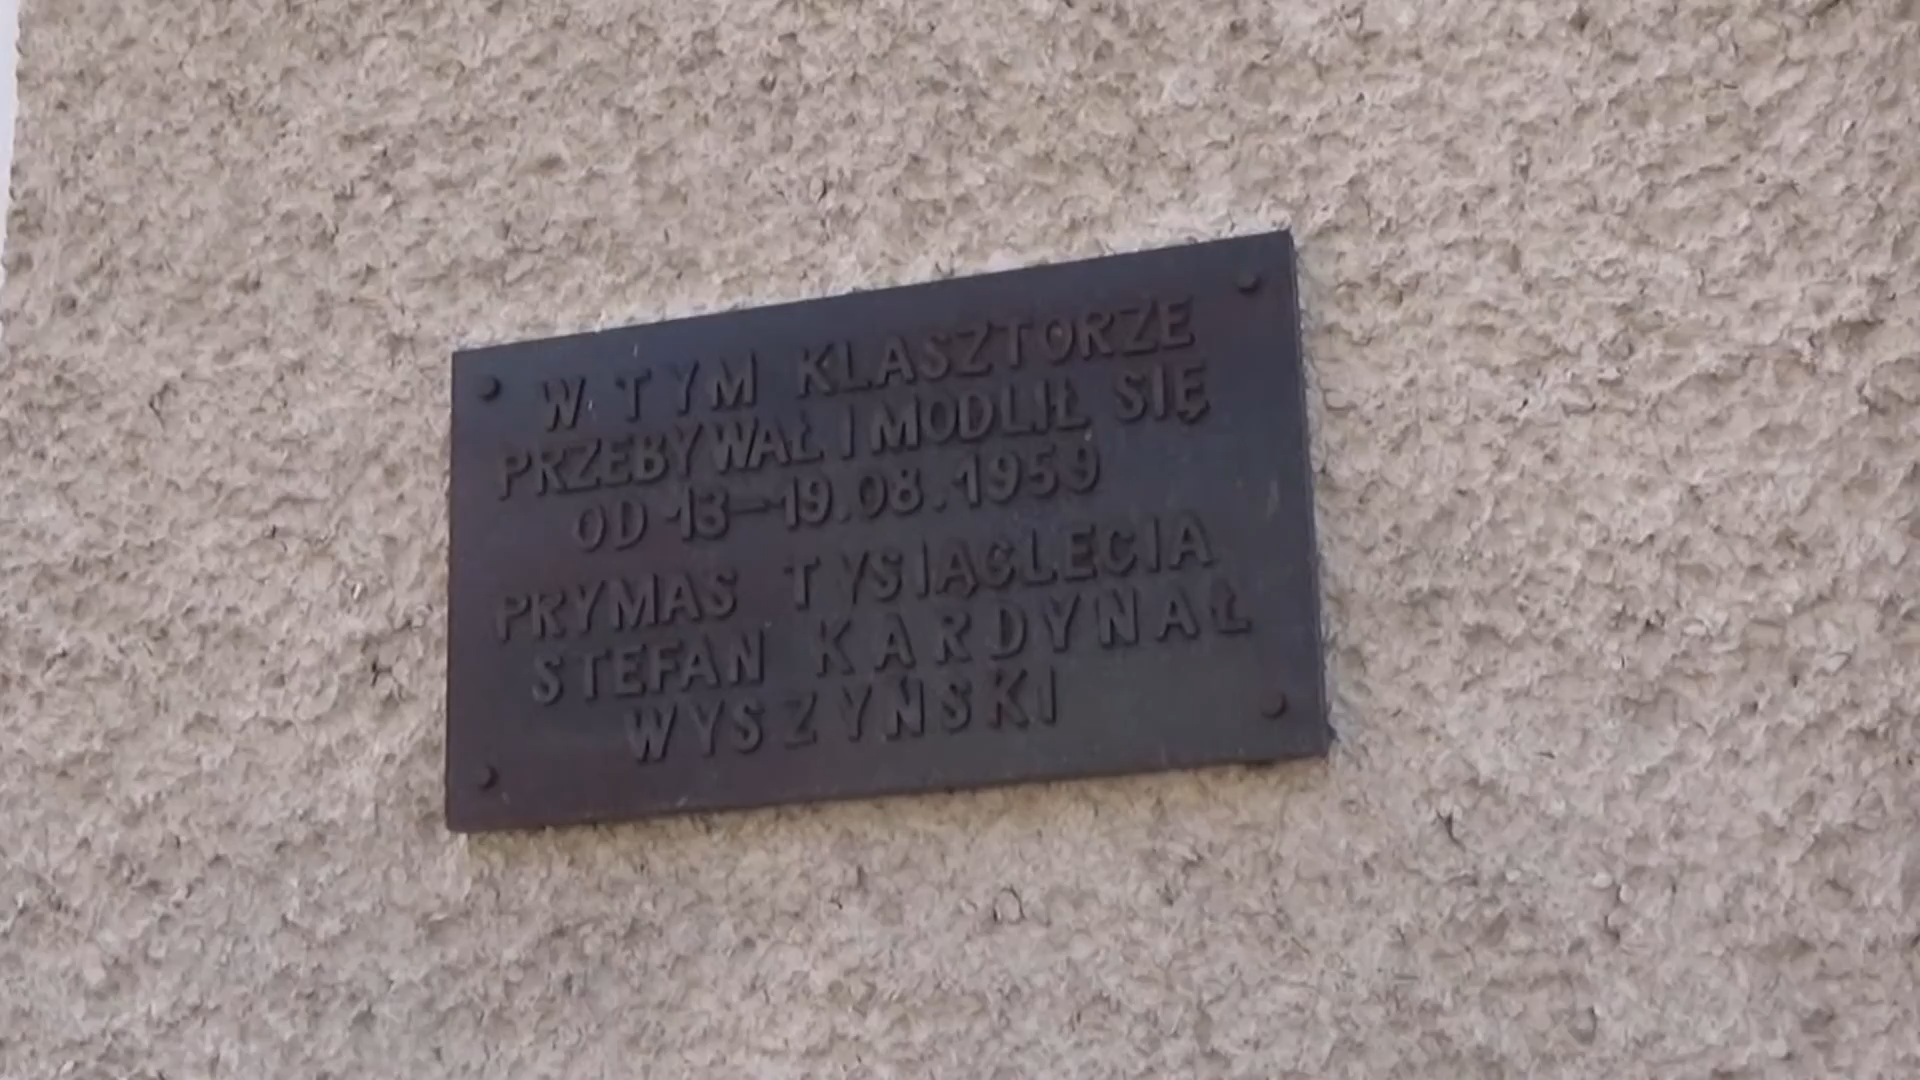 W TYM KLASZTORZE
PRZEBYWAŁ I MODLIŁ SIĘ
OD 13-19.08.1959
PRYMAS TYSIĄCLECIA
STEFAN KARDYNAŁ
WYSZYŃSKI